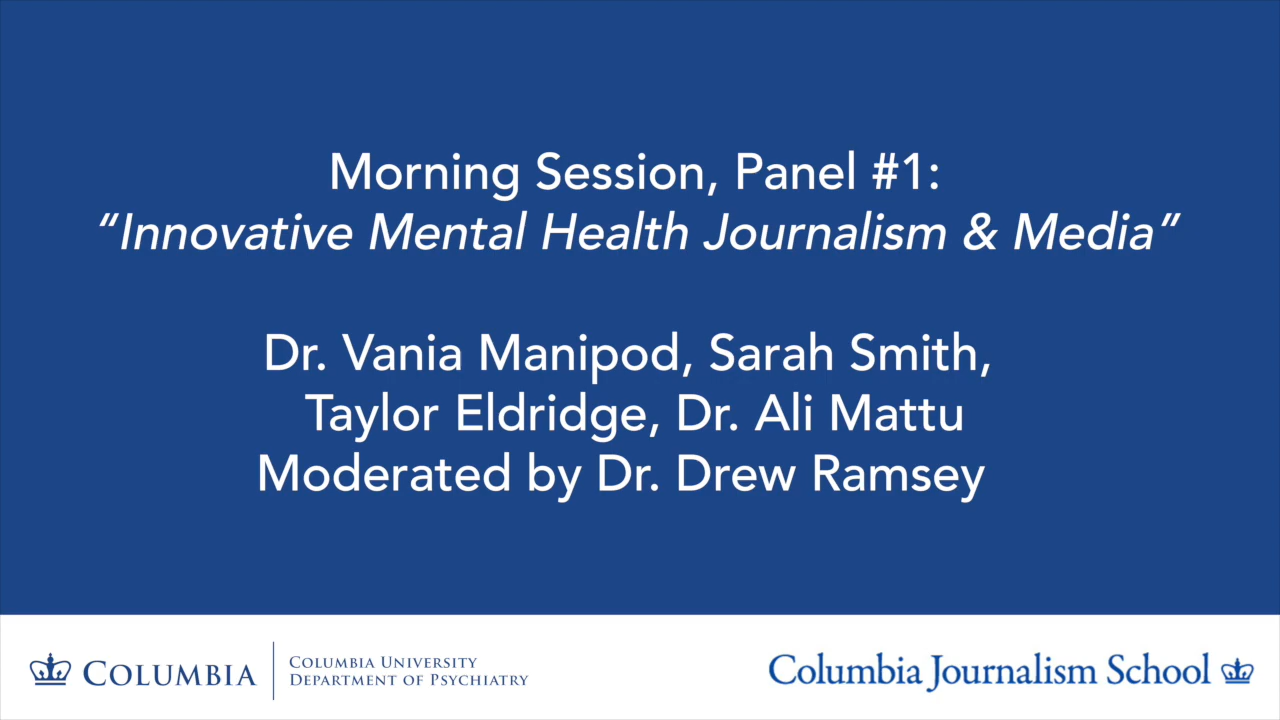 Morning Session, Panel #1:
“Innovative Mental Health Journalism & Media”
Dr. Vania Manipod, Sarah Smith,
Taylor Eldridge, Dr. Ali Mattu
Moderated by Dr. Drew Ramsey
COLUMBIA
COLUMBIA UNIVERSITY
DEPARTMENT OF PSYCHIATRY
Columbia Journalism School